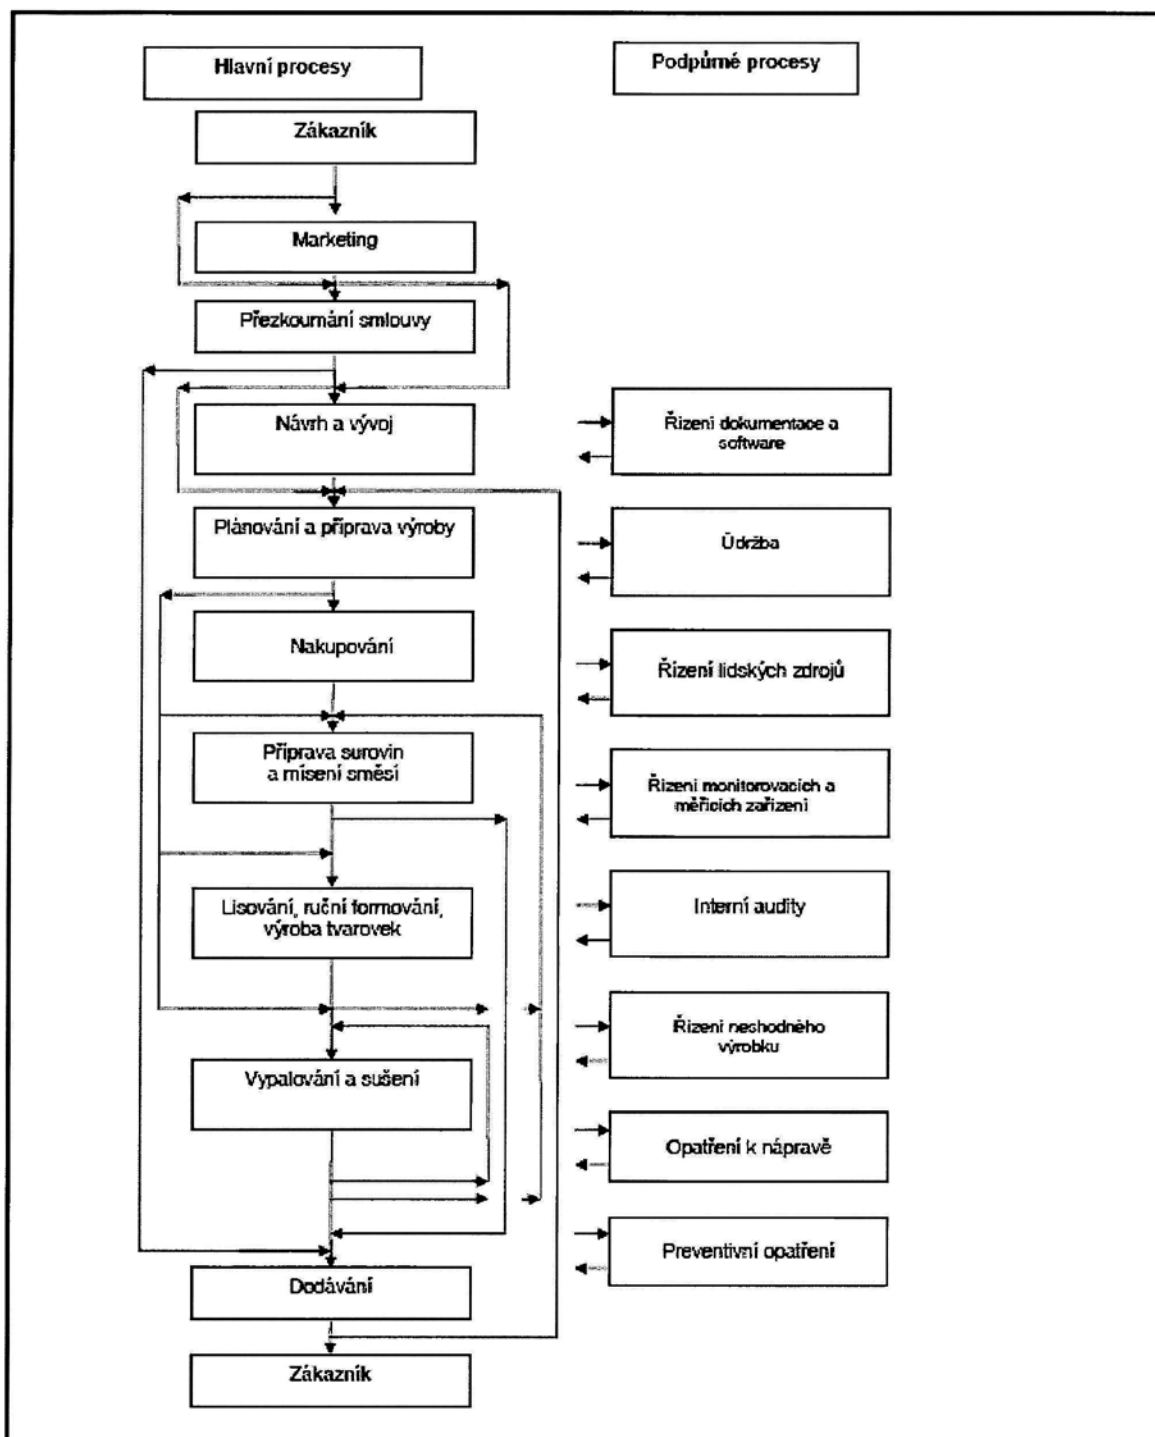 Hlavní procesy
Podpůrné procesy
Zákazník
Marketing
Přezkoumání smlouvy
Návrh a vývoj
Plánování a příprava výroby
Nakupování
Příprava surovin
a mísení směsí
Lisování, ruční formování,
výroba tvarovek
Vypalování a sušení
Dodávání
Zákazník
Řízení dokumentace a
software
Údržba
Řízení lidských zdrojů
Řízení monitorovacích a
měřicích zařízení
Interní audity
Řízení neshodného
výrobku
Opatření k nápravě
Preventivní opatření